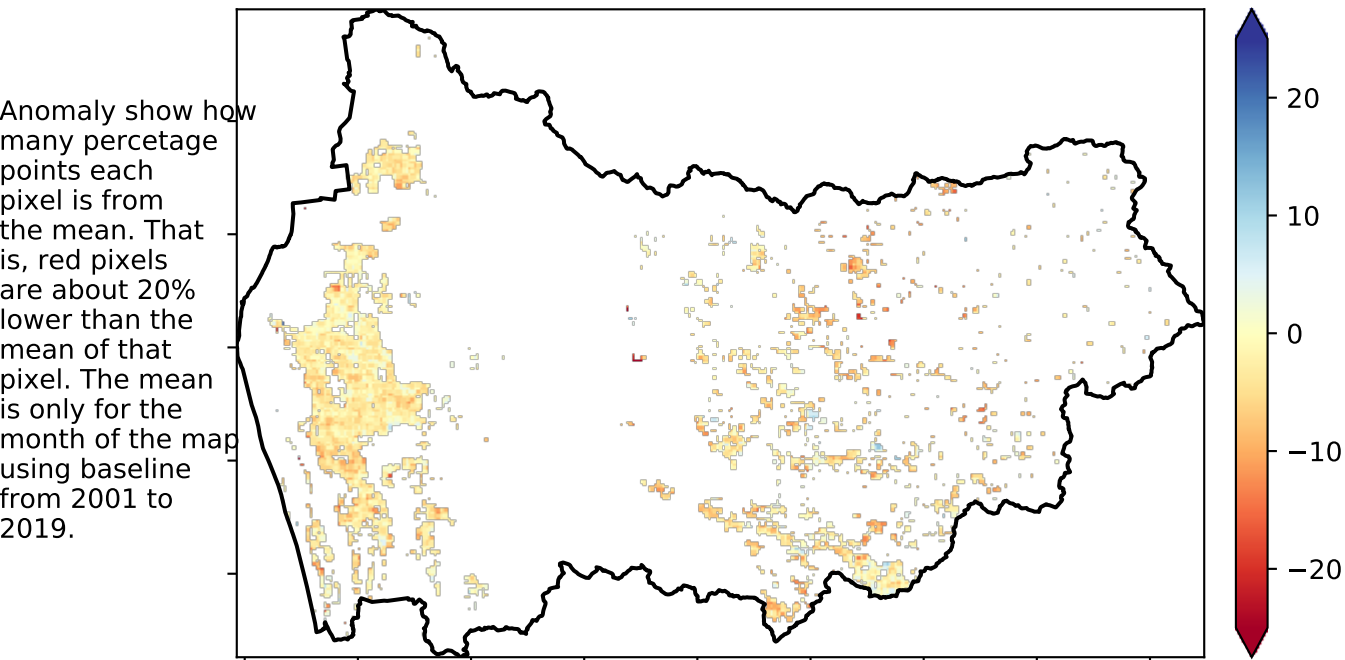 Anomaly show how
many percetage
points each
pixel is from
the mean. That
is, red pixels
are about 20%
lower than the
mean of that
pixel. The mean
is only for the
month of the map
using baseline
from 2001 to
2019.
20
10
0
−10
−20